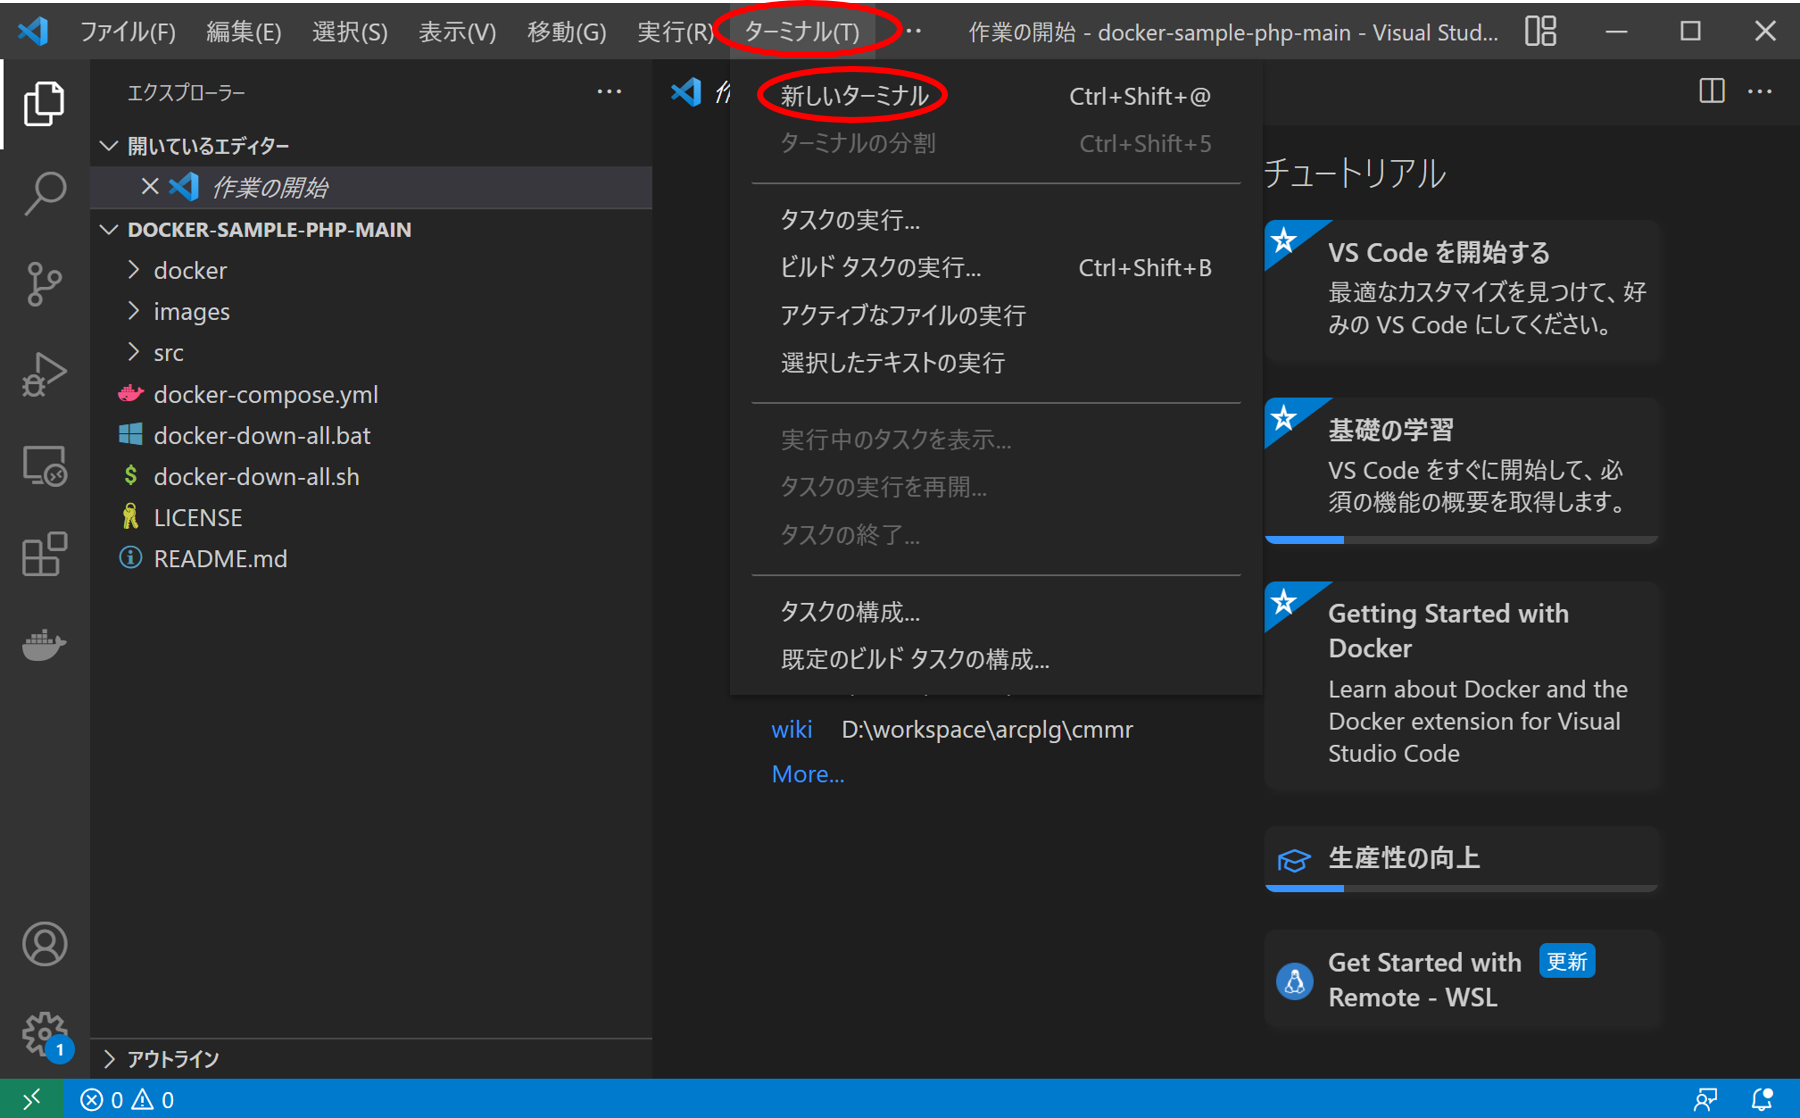 ファイル(F) 編集(E) 選択(S) 表示(V) 移動(G) 実行(R) ターミナル(T) ··· 作業の開始 - docker-sample-php-main - Visual Stud...
エクスプローラー
開いているエディター
作業の開始
DOCKER-SAMPLE-PHP-MAIN
docker
images
src
docker-compose.yml
docker-down-all.bat
docker-down-all.sh
LICENSE
README.md
アウトライン
新しいターミナル Ctrl+Shift+@
ターミナルの分割 Ctrl+Shift+5
タスクの実行...
ビルド タスクの実行... Ctrl+Shift+B
アクティブなファイルの実行
選択したテキストの実行
実行中のタスクを表示...
タスクの実行を再開...
タスクの終了...
タスクの構成...
既定のビルド タスクの構成...
wiki D:\workspace\arcplg\cmmr
More...
チュートリアル
VS Code を開始する
最適なカスタマイズを見つけて、好
みの VS Code にしてください。
基礎の学習
VS Code をすぐに開始して、必
須の機能の概要を取得します。
Getting Started with
Docker
Learn about Docker and the
Docker extension for Visual
Studio Code
生産性の向上
Get Started with 更新
Remote - WSL
1
0 0